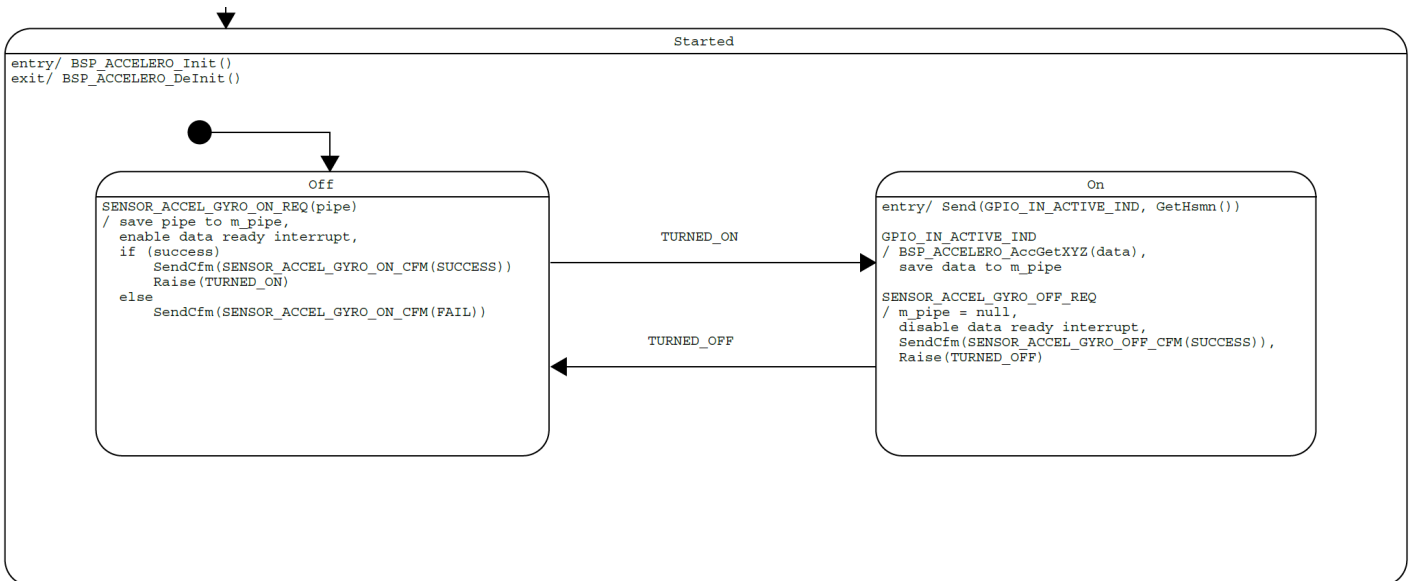 Started
entry/ BSP_ACCELERO_Init()
exit/ BSP_ACCELERO_DeInit()
Off
SENSOR_ACCEL_GYRO_ON_REQ(pipe)
/ save pipe to m_pipe,
enable data ready interrupt,
if (success)
SendCfm(SENSOR_ACCEL_GYRO_ON_CFM(SUCCESS))
Raise(TURNED_ON)
else
SendCfm(SENSOR_ACCEL_GYRO_ON_CFM(FAIL))
TURNED_ON
TURNED_OFF
On
entry/ Send(GPIO_IN_ACTIVE_IND, GetHsmn())
GPIO_IN_ACTIVE_IND
/ BSP_ACCELERO_AccGetXYZ(data),
save data to m_pipe
SENSOR_ACCEL_GYRO_OFF_REQ
/ m_pipe = null,
disable data ready interrupt,
SendCfm(SENSOR_ACCEL_GYRO_OFF_CFM(SUCCESS)),
Raise(TURNED_OFF)